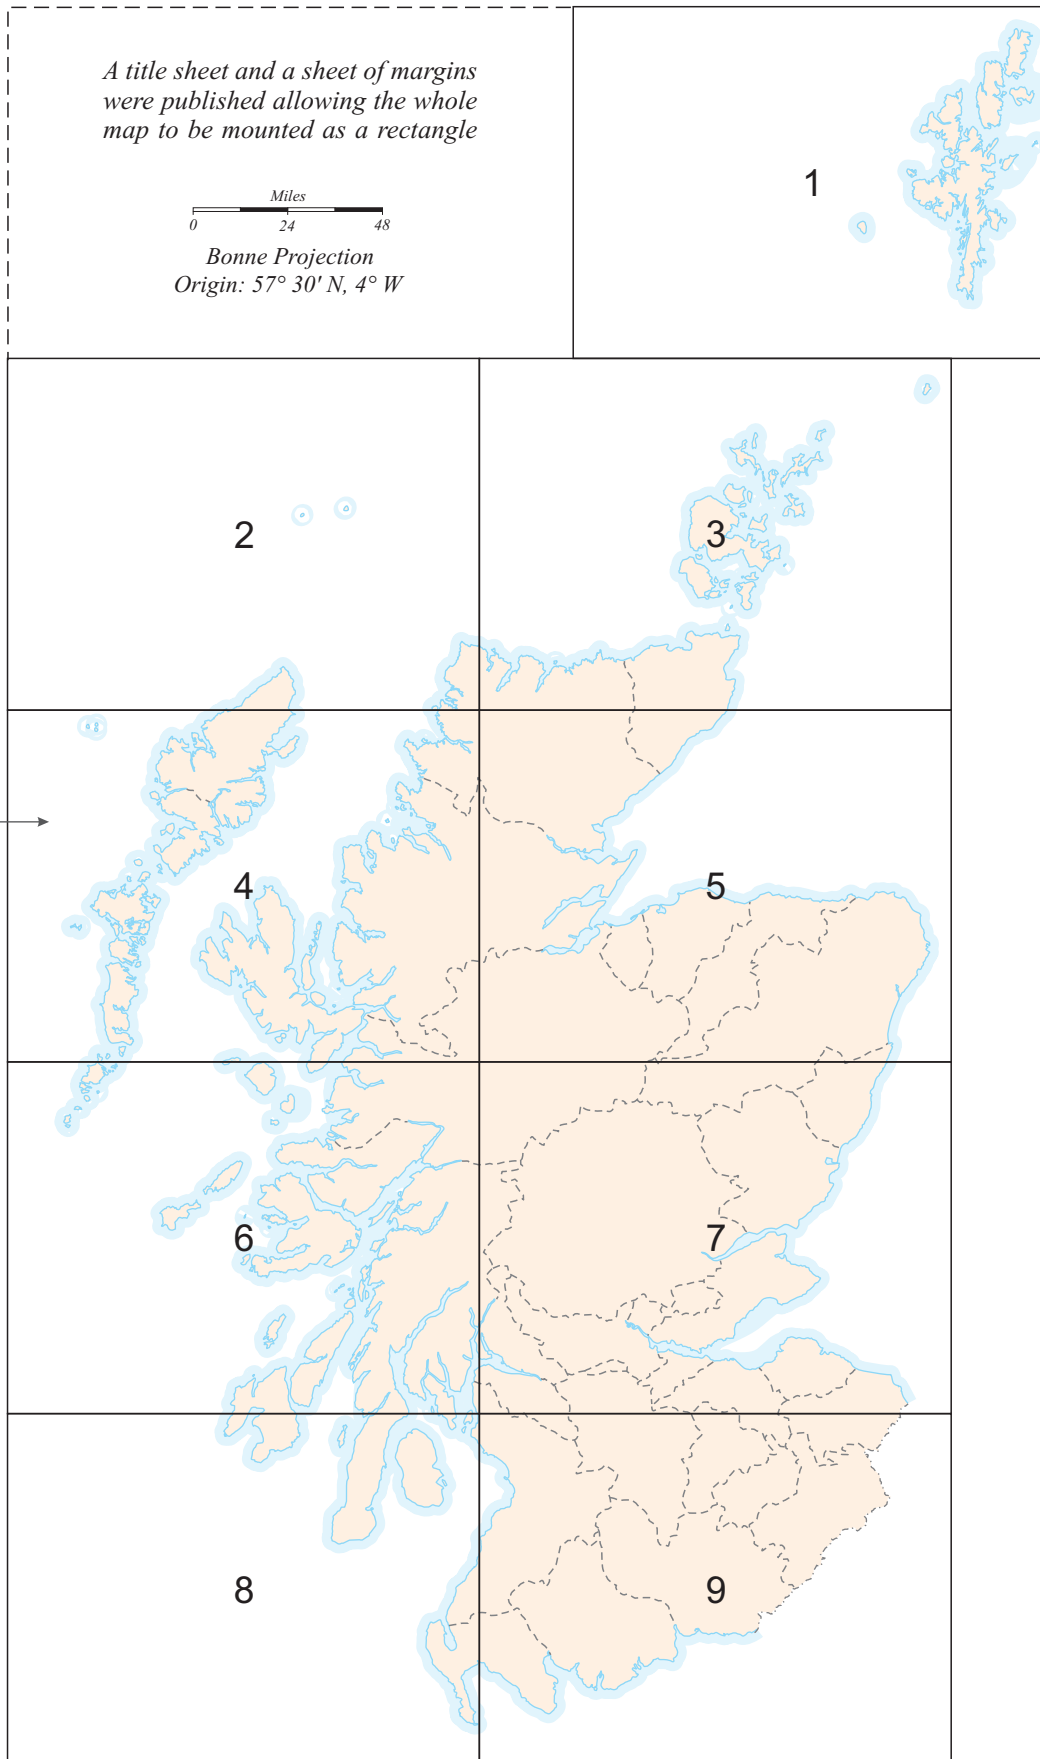 A title sheet and a sheet of margins
were published allowing the whole
map to be mounted as a rectangle
Miles
0 24 48
Bonne Projection
Origin: 57° 30' N, 4° W
1
2
3
4
5
6
7
8
9